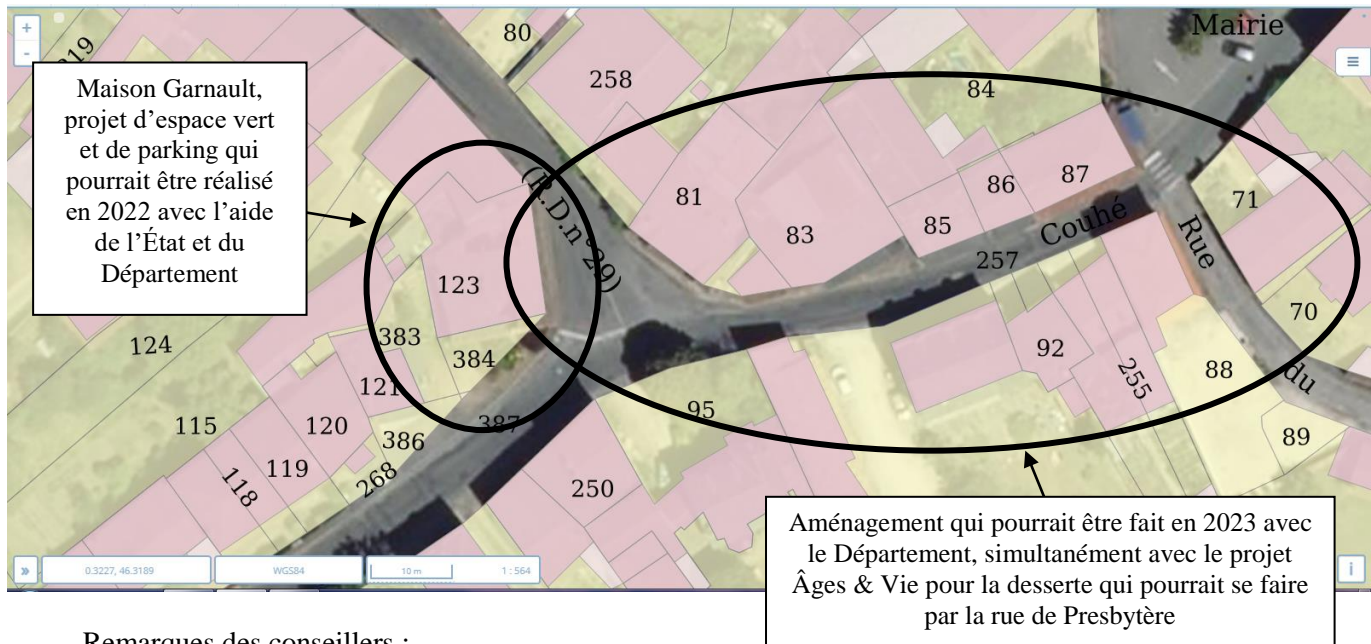 Mairie
+
-
219
80
258
84
Maison Garnault,
projet d’espace vert
et de parking qui
pourrait être réalisé
en 2022 avec l’aide
de l’État et du
Département
(R.D.n°29)
81
86
87
71
83
85
Couhé
Rue
257
123
70
383
124
384
92
255
88
du
121
95
387
115
120
386
89
119
268
118
250
0.3227, 46.3189
WGS84
10 m
1 : 564
i
Aménagement qui pourrait être fait en 2023 avec
le Département, simultanément avec le projet
Âges & Vie pour la desserte qui pourrait se faire
par la rue de Presbytère
Remarques des conseillers :